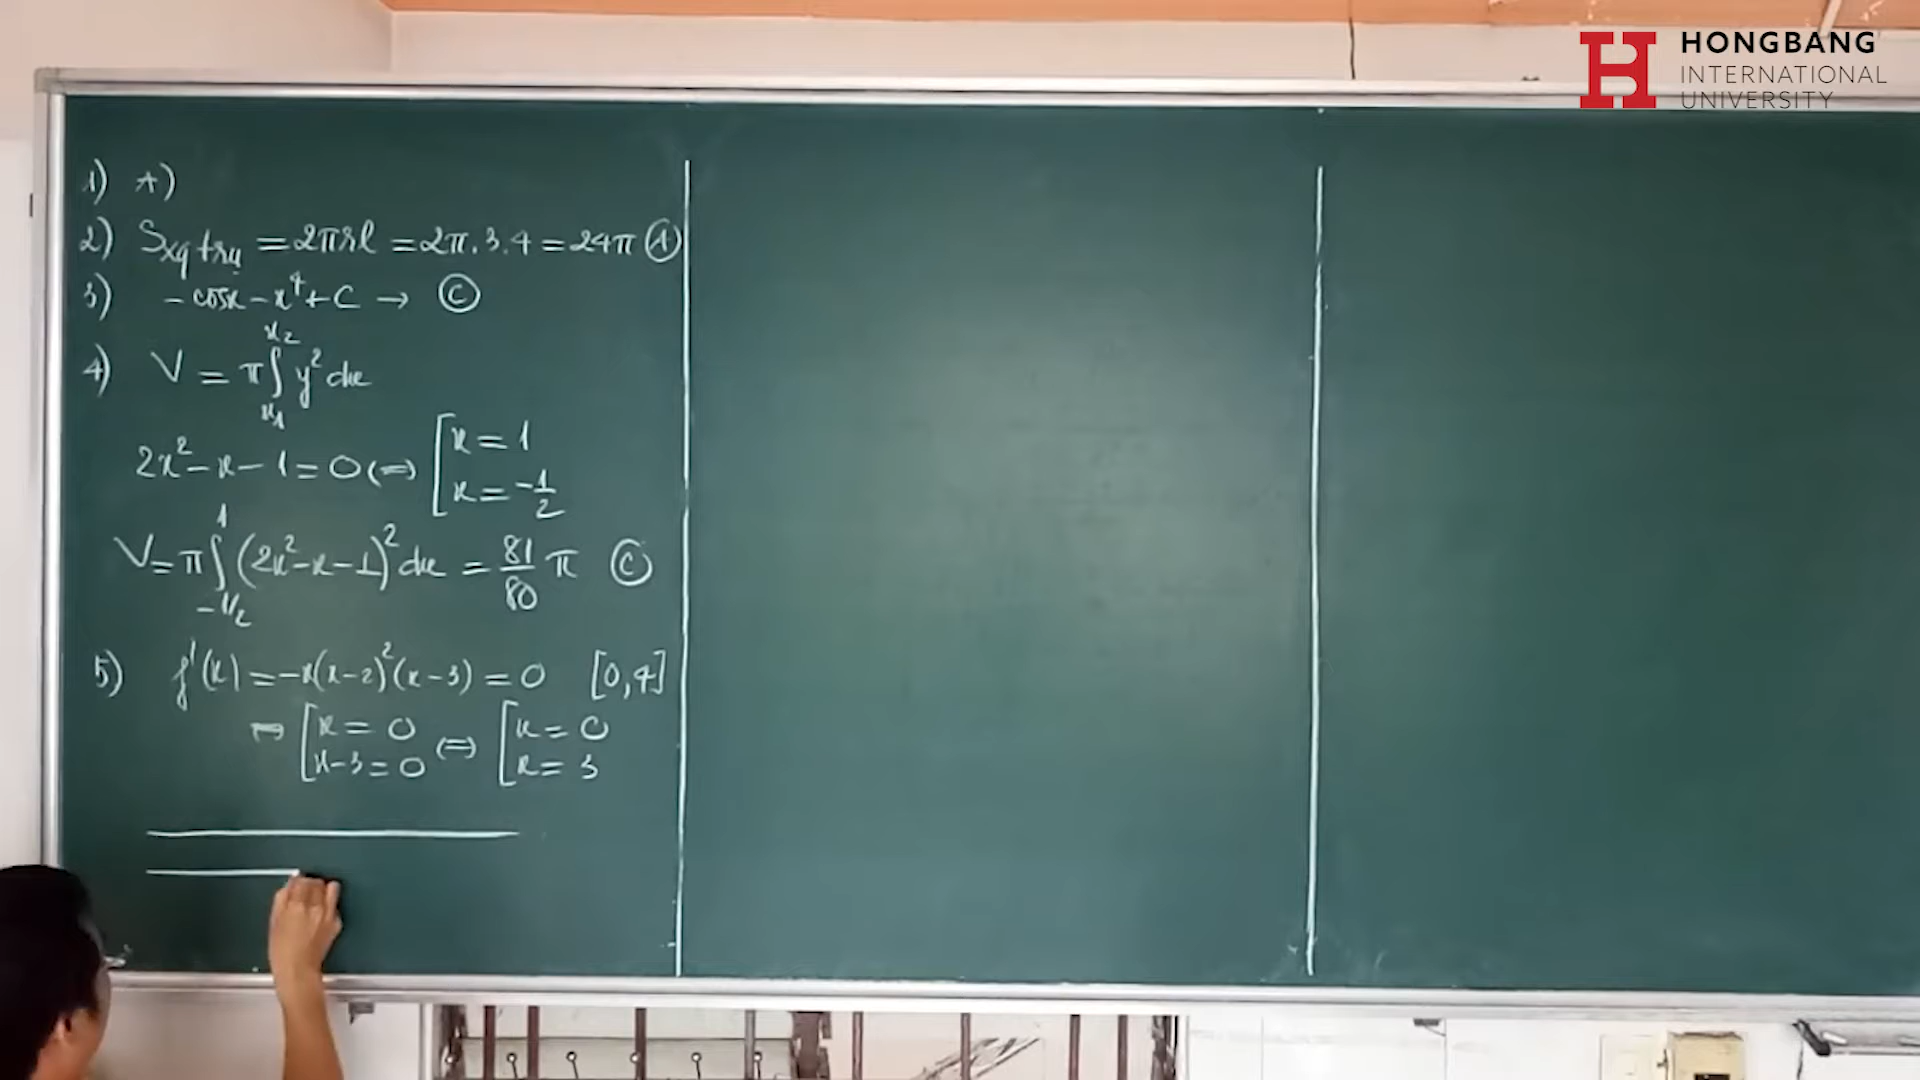 HONGBANG
INTERNATIONAL
UNIVERSITY
1) A)
2) Sxq trụ = 2πrl = 2π.3.4 = 24π Ⓐ
3) -cosx - x⁴ + C → Ⓒ
4) V = π∫_{x₁}^{x₂} y² dx
2x² - x - 1 = 0 ⇔ [ x = 1
x = -1/2
V = π∫_{-1/2}^{1} (2x² - x - 1)² dx = 81/80 π Ⓒ
5) f'(x) = -x(x-2)²(x-3) = 0 [0,4]
⇔ [ x = 0 ⇔ [ x = 0
x-3 = 0 x = 3